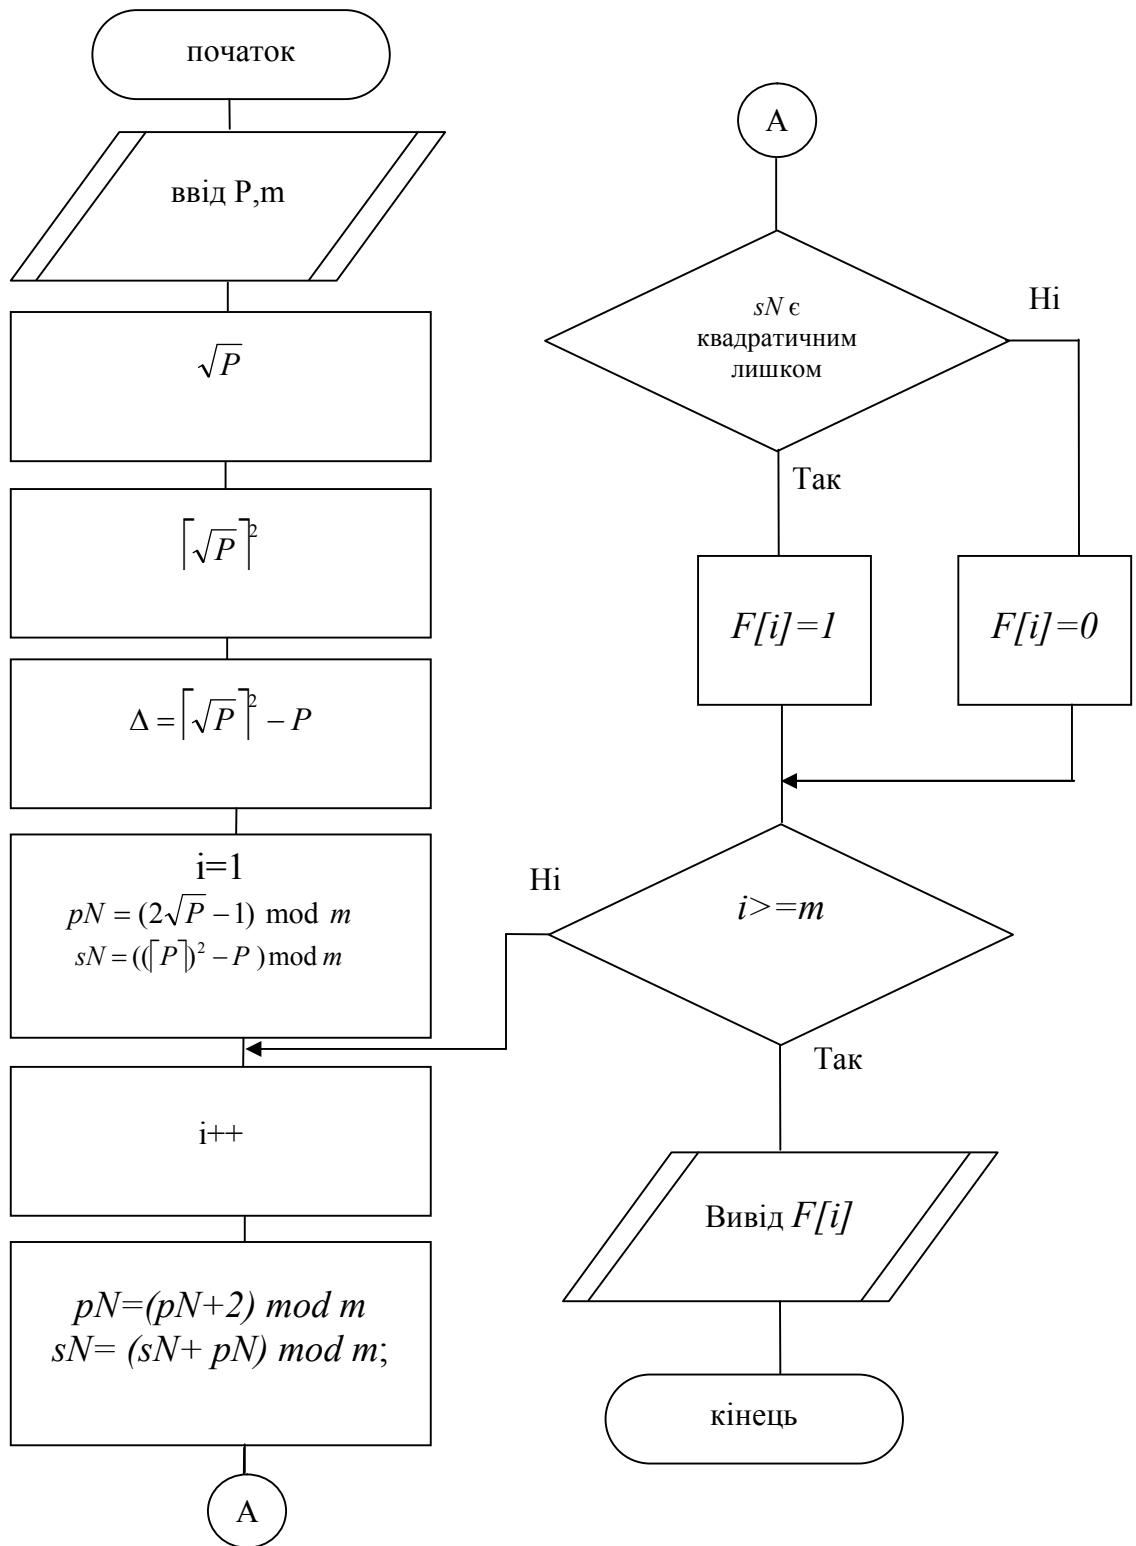 початок
ввід P,m
√P
⌈√P⌉²
Δ = ⌈√P⌉² − P
i=1
pN = (2√P − 1) mod m
sN = ((⌈P⌉)² − P) mod m
i++
pN=(pN+2) mod m
sN= (sN+ pN) mod m;
A
A
sN є
квадратичним
лишком
Ні
Так
F[i]=1
F[i]=0
i>=m
Ні
Так
Вивід F[i]
кінець